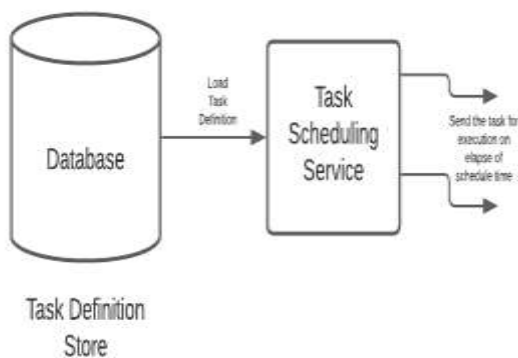 Database
Task Definition
Store
Load
Task
Definition
Task
Scheduling
Service
Send the task for
execution on
elapse of
schedule time